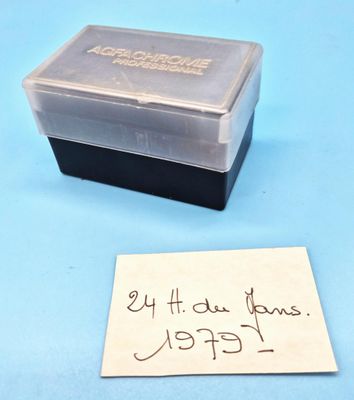 AGFACHROME
PROFESSIONAL
24 H. du Mans.
1979